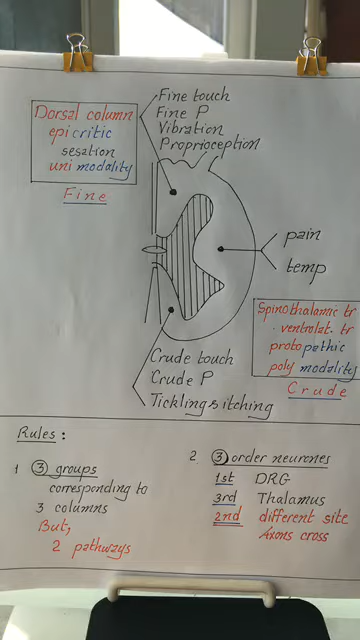 Fine touch
Fine P
Vibration
Proprioception
Dorsal column
epicritic
sesation
uni modality
Fine
pain
temp
Spinothalamic tr
ventrolat. tr
protopathic
poly modality
Crude
Crude touch
Crude P
Tickling & itching
Rules :
1 3 groups
corresponding to
3 columns
But,
2 pathways
2. 3 order neurones
1st DRG
3rd Thalamus
2nd different site
Axons cross